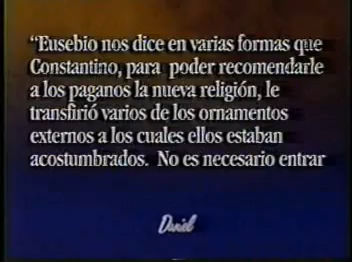 “Eusebio nos dice en varias formas que
Constantino, para poder recomendarle
a los paganos la nueva religión, le
transfirió varios de los ornamentos
externos a los cuales ellos estaban
acostumbrados. No es necesario entrar
Daniel